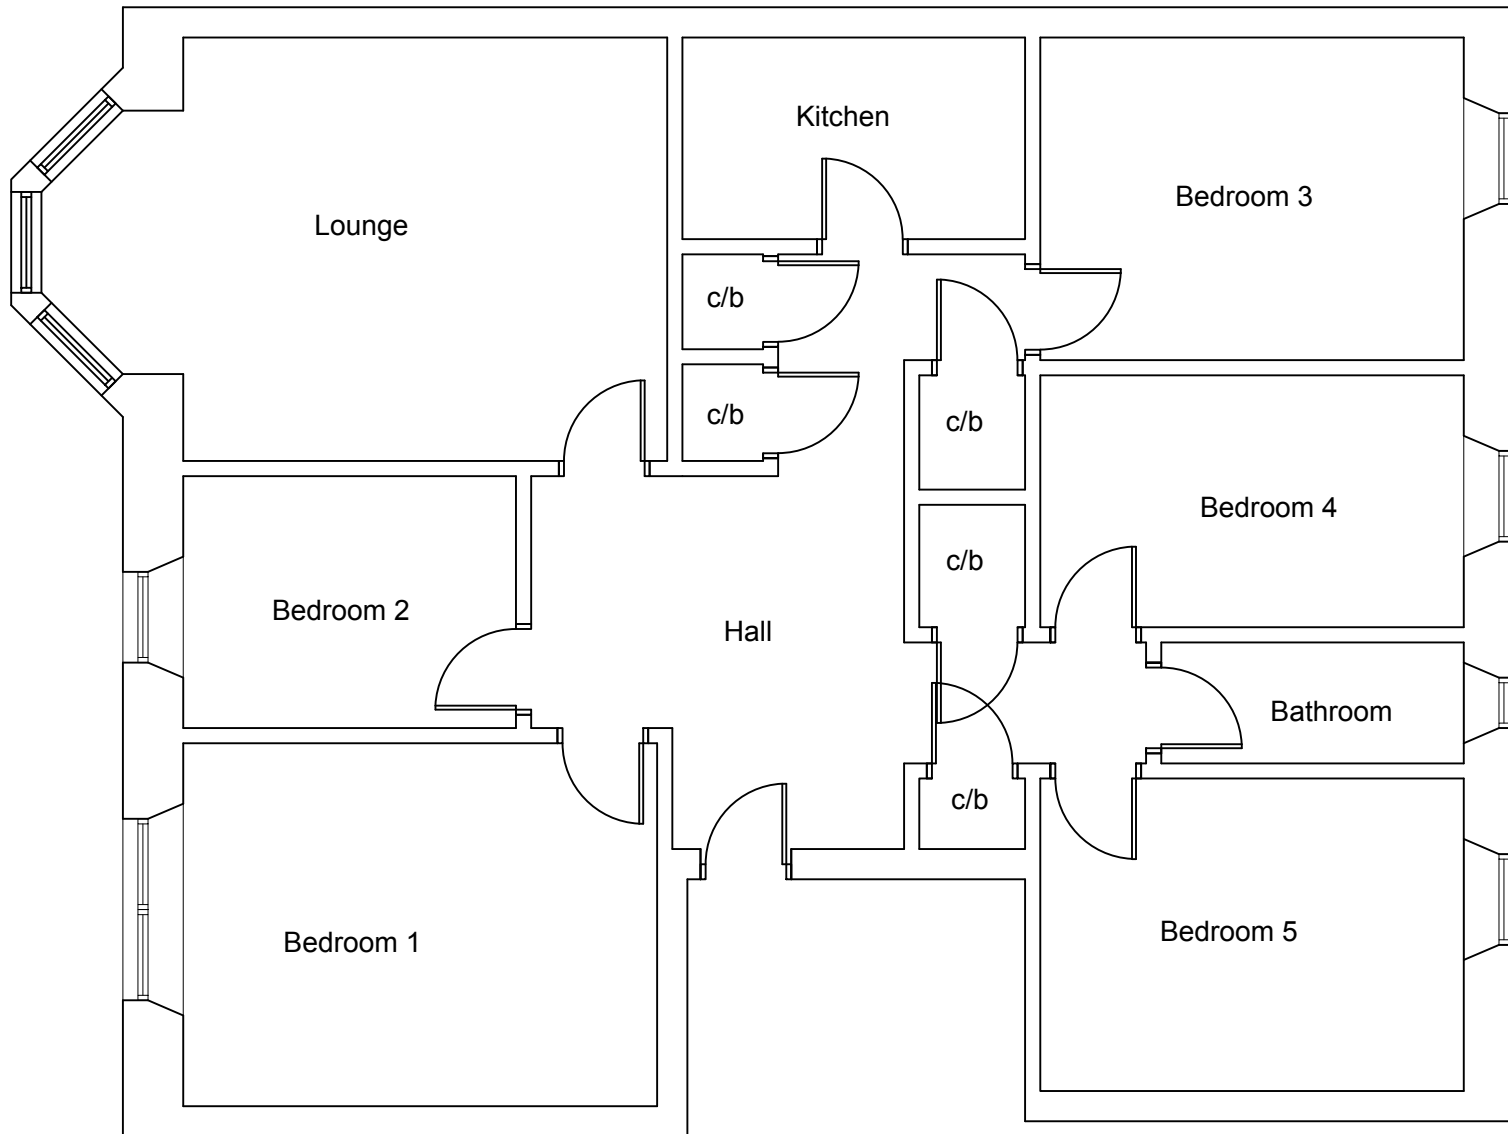 Kitchen
Bedroom 3
Lounge
c/b
c/b
c/b
Bedroom 4
c/b
Bedroom 2
Hall
Bathroom
c/b
Bedroom 5
Bedroom 1